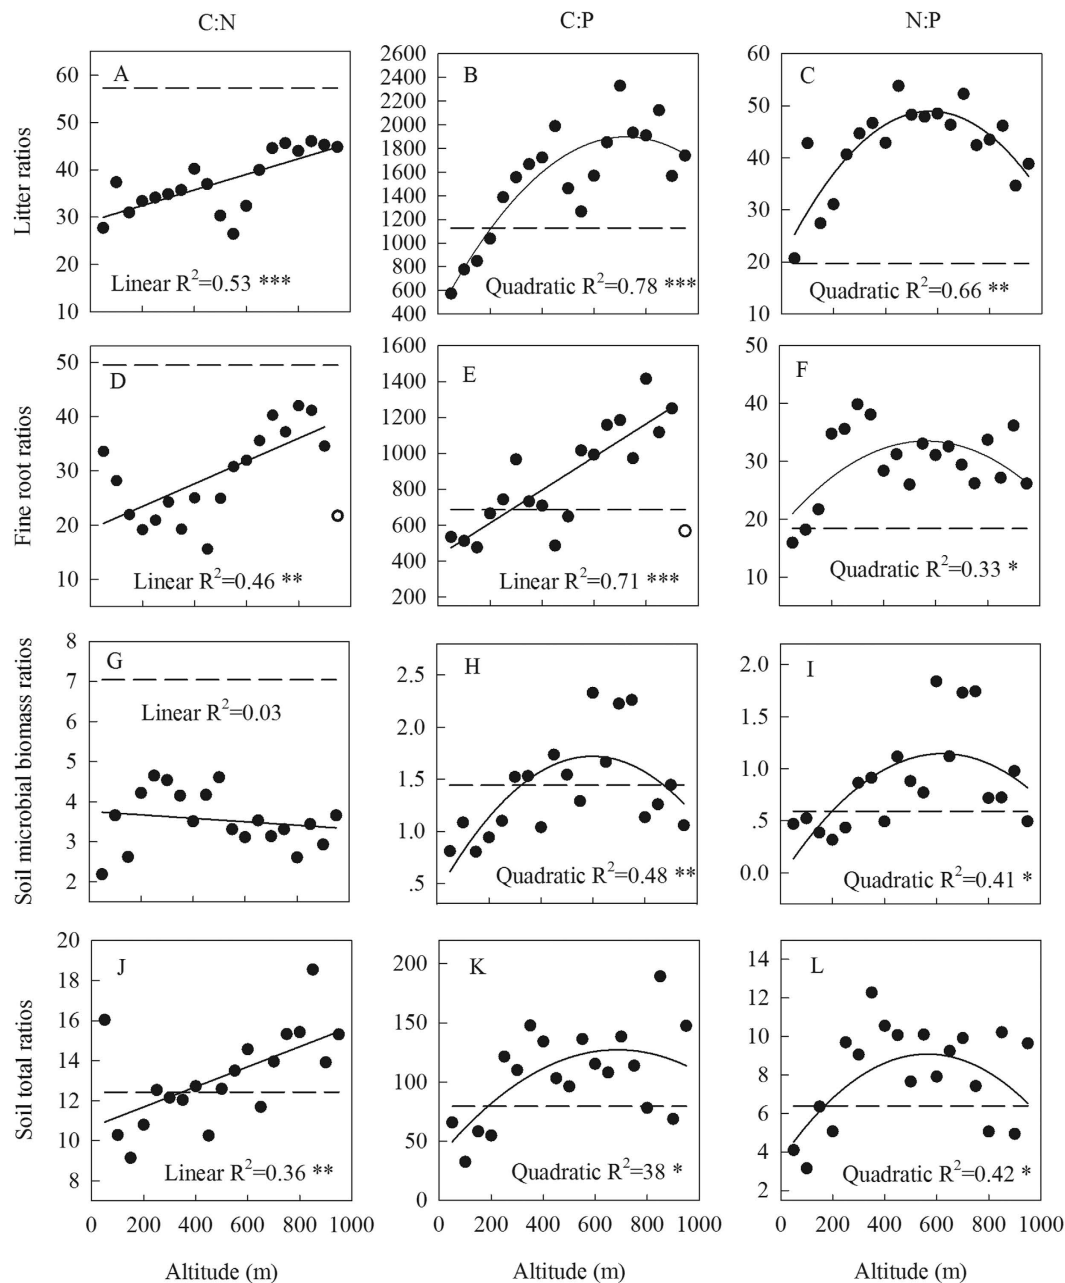 C:N
C:P
N:P
Litter ratios
60
50
40
30
20
10
A
Linear R²=0.53 ***
2600
2400
2200
2000
1800
1600
1400
1200
1000
800
600
400
B
Quadratic R²=0.78 ***
60
50
40
30
20
10
C
Quadratic R²=0.66 **
Fine root ratios
50
40
30
20
10
D
Linear R²=0.46 **
1600
1400
1200
1000
800
600
400
200
E
Linear R²=0.71 ***
50
40
30
20
10
F
Quadratic R²=0.33 *
Soil microbial biomass ratios
8
7
6
5
4
3
2
G
Linear R²=0.03
2.5
2.0
1.5
1.0
.5
H
Quadratic R²=0.48 **
2.0
1.5
1.0
.5
0.0
I
Quadratic R²=0.41 *
Soil total ratios
20
18
16
14
12
10
8
J
Linear R²=0.36 **
200
150
100
50
0
K
Quadratic R²=38 *
14
12
10
8
6
4
2
L
Quadratic R²=0.42 *
0 200 400 600 800 1000
0 200 400 600 800 1000
0 200 400 600 800 1000
Altitude (m)
Altitude (m)
Altitude (m)